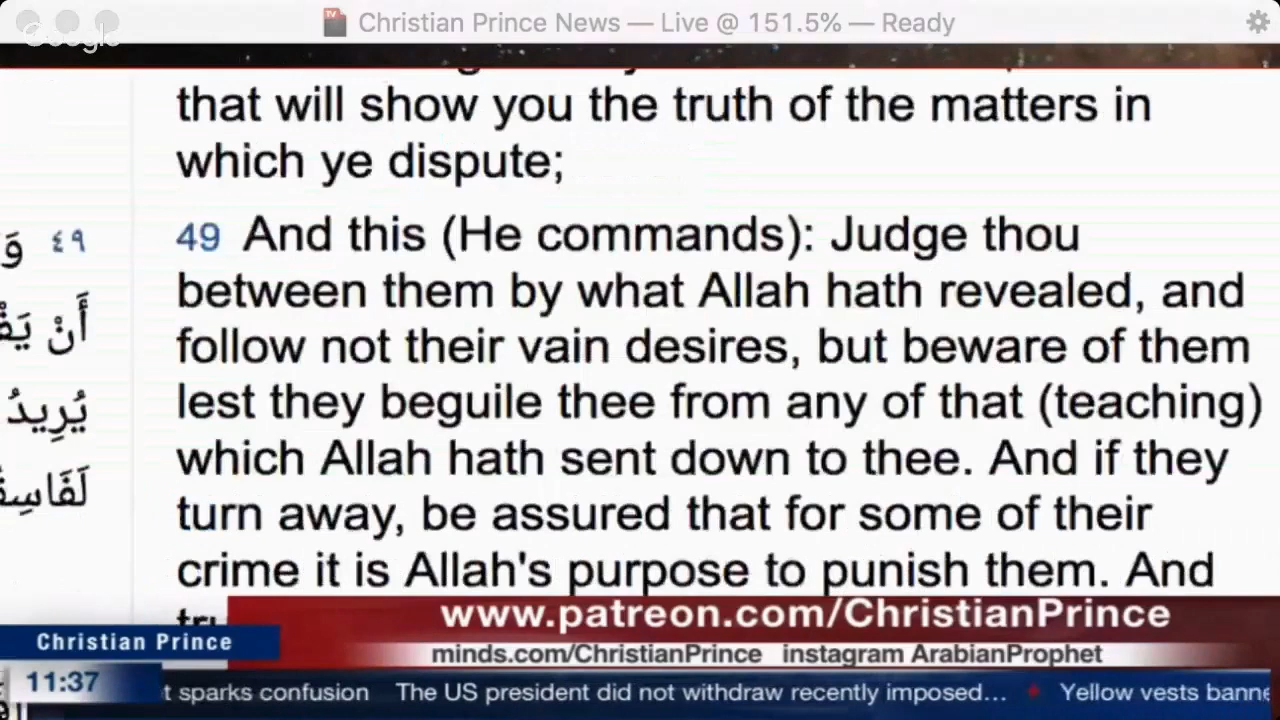 Christian Prince News — Live @ 151.5% — Ready
Google
that will show you the truth of the matters in
which ye dispute;
49 And this (He commands): Judge thou
between them by what Allah hath revealed, and
follow not their vain desires, but beware of them
lest they beguile thee from any of that (teaching)
which Allah hath sent down to thee. And if they
turn away, be assured that for some of their
crime it is Allah's purpose to punish them. And
٤٩ وَ
أَنْ
يُرِيدُ
www.patreon.com/ChristianPrince
Christian Prince
minds.com/ChristianPrince instagram ArabianProphet
11:37
t sparks confusion The US president did not withdraw recently imposed... Yellow vests